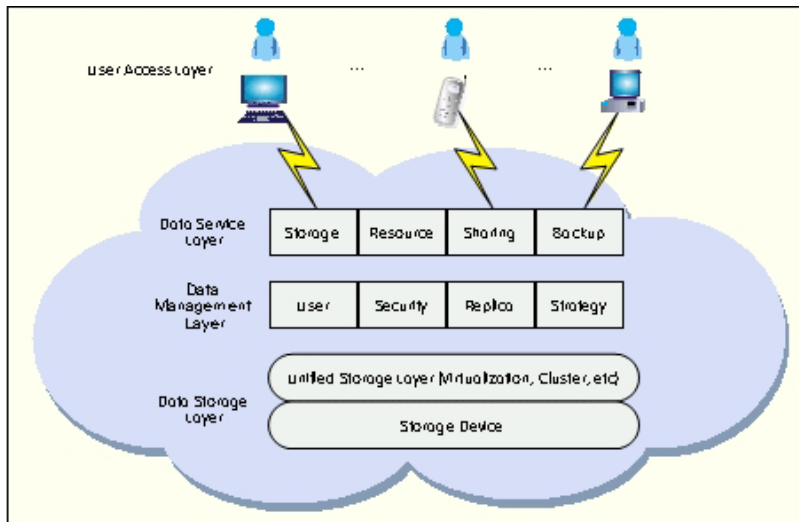 User Access Layer
...
...
Data Service
Layer
Storage
Resource
Sharing
Backup
Data
Management
Layer
User
Security
Replica
Strategy
Data Storage
Layer
Unified Storage Layer (Virtualization, Cluster, etc)
Storage Device